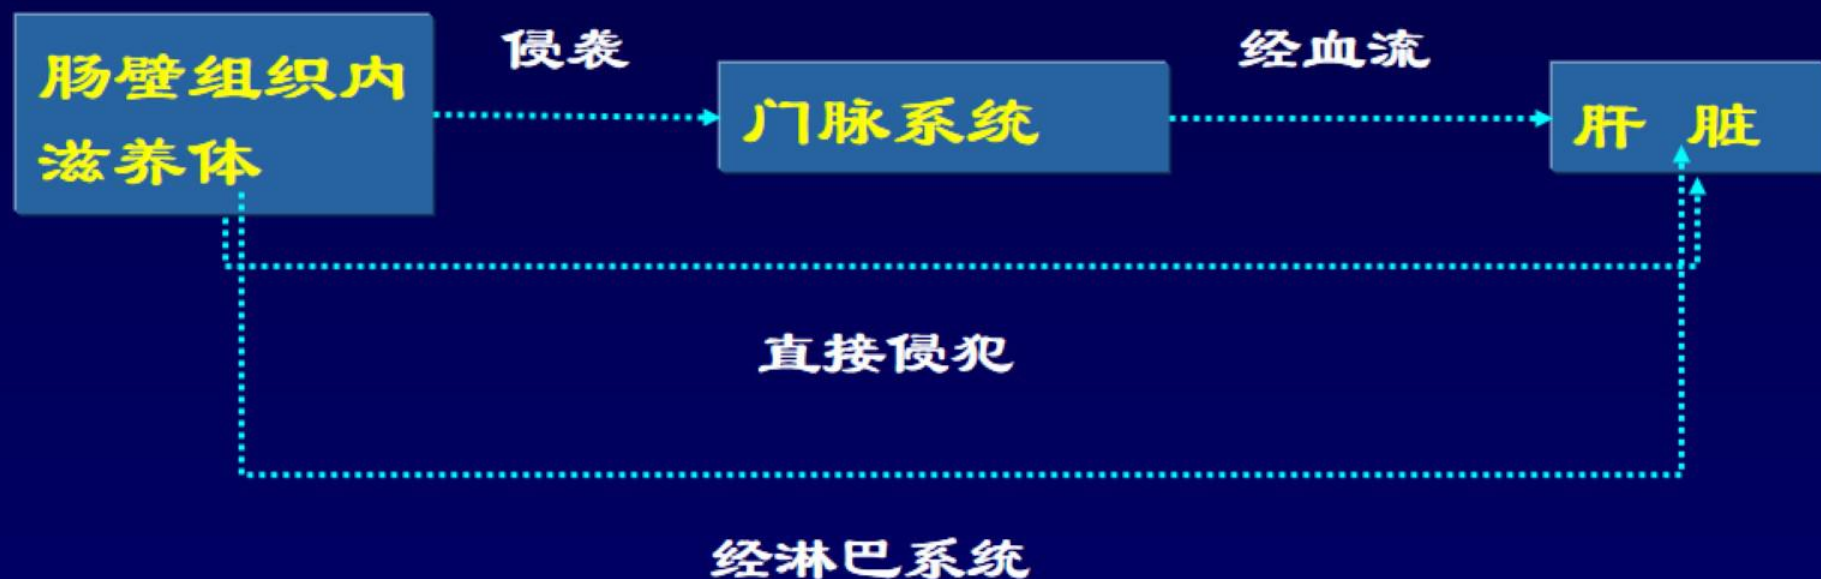 侵袭
经血流
肠壁组织内
滋养体
门脉系统
肝 脏
直接侵犯
经淋巴系统